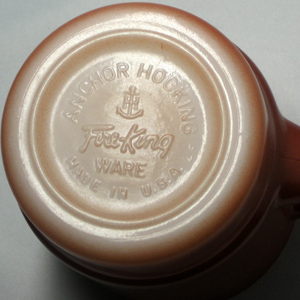 ANCHOR HOCKING
Fire-King
WARE
MADE IN U.S.A.